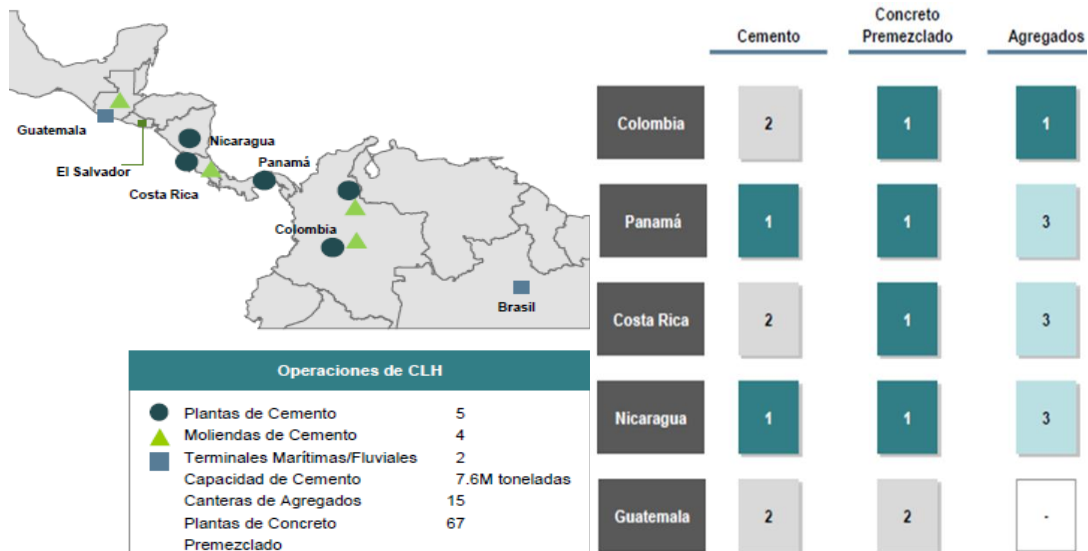 Guatemala
Nicaragua
El Salvador
Panamá
Costa Rica
Colombia
Brasil
Operaciones de CLH
Plantas de Cemento 5
Moliendas de Cemento 4
Terminales Marítimas/Fluviales 2
Capacidad de Cemento 7.6M toneladas
Canteras de Agregados 15
Plantas de Concreto 67
Premezclado
Cemento
Concreto
Premezclado
Agregados
Colombia 2 1 1
Panamá 1 1 3
Costa Rica 2 1 3
Nicaragua 1 1 3
Guatemala 2 2 -